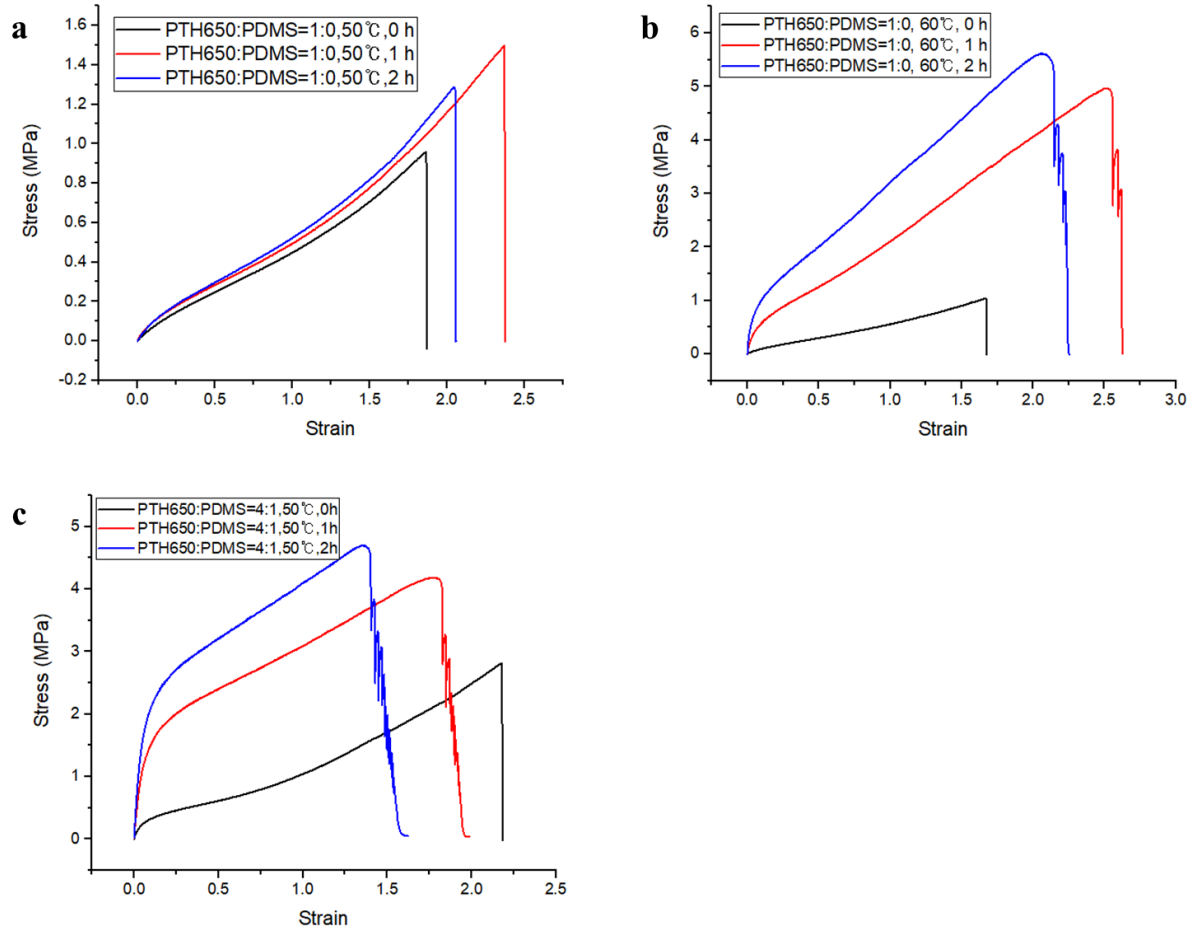 a
PTH650:PDMS=1:0,50℃,0 h
PTH650:PDMS=1:0,50℃,1 h
PTH650:PDMS=1:0,50℃,2 h
1.6
1.4
1.2
1.0
0.8
0.6
0.4
0.2
0.0
-0.2
Stress (MPa)
0.0 0.5 1.0 1.5 2.0 2.5
Strain
b
PTH650:PDMS=1:0, 60℃, 0 h
PTH650:PDMS=1:0, 60℃, 1 h
PTH650:PDMS=1:0, 60℃, 2 h
6
5
4
3
2
1
0
Stress (MPa)
0.0 0.5 1.0 1.5 2.0 2.5 3.0
Strain
c
PTH650:PDMS=4:1,50℃,0h
PTH650:PDMS=4:1,50℃,1h
PTH650:PDMS=4:1,50℃,2h
5
4
3
2
1
0
Stress (MPa)
0.0 0.5 1.0 1.5 2.0 2.5
Strain